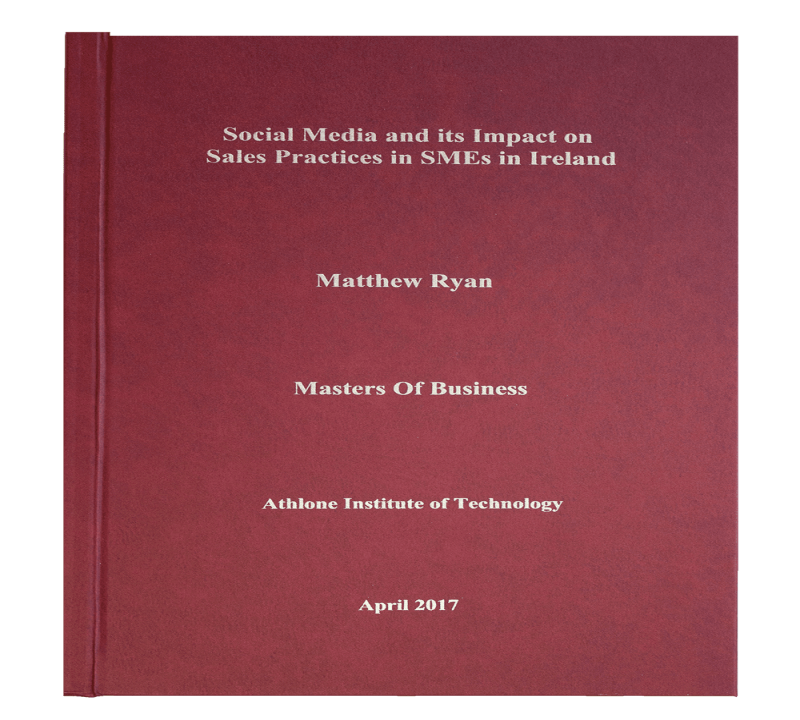 Social Media and its Impact on
Sales Practices in SMEs in Ireland
Matthew Ryan
Masters Of Business
Athlone Institute of Technology
April 2017